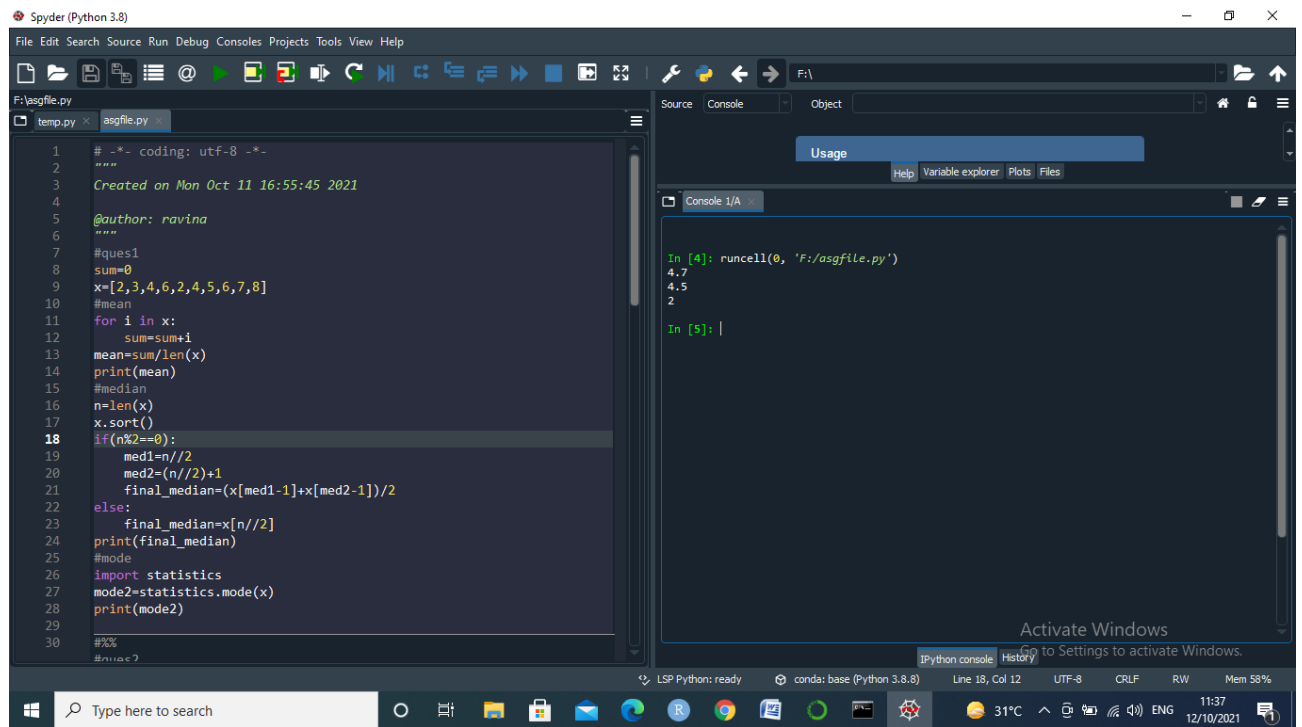 Spyder (Python 3.8)
File Edit Search Source Run Debug Consoles Projects Tools View Help
F:\
F:\asgfile.py
temp.py
asgfile.py
Source Console Object
Usage
Help Variable explorer Plots Files
1 # -*- coding: utf-8 -*-
2 """
3 Created on Mon Oct 11 16:55:45 2021
4
5 @author: ravina
6 """
7 #ques1
8 sum=0
9 x=[2,3,4,6,2,4,5,6,7,8]
10 #mean
11 for i in x:
12     sum=sum+i
13 mean=sum/len(x)
14 print(mean)
15 #median
16 n=len(x)
17 x.sort()
18 if(n%2==0):
19     med1=n//2
20     med2=(n//2)+1
21     final_median=(x[med1-1]+x[med2-1])/2
22 else:
23     final_median=x[n//2]
24 print(final_median)
25 #mode
26 import statistics
27 mode2=statistics.mode(x)
28 print(mode2)
29
30 #%%
#ques2
Console 1/A
In [4]: runcell(0, 'F:/asgfile.py')
4.7
4.5
2
In [5]:
Activate Windows
Go to Settings to activate Windows.
IPython console History
LSP Python: ready conda: base (Python 3.8.8) Line 18, Col 12 UTF-8 CRLF RW Mem 58%
Type here to search
R
31°C ENG
11:37
12/10/2021
1